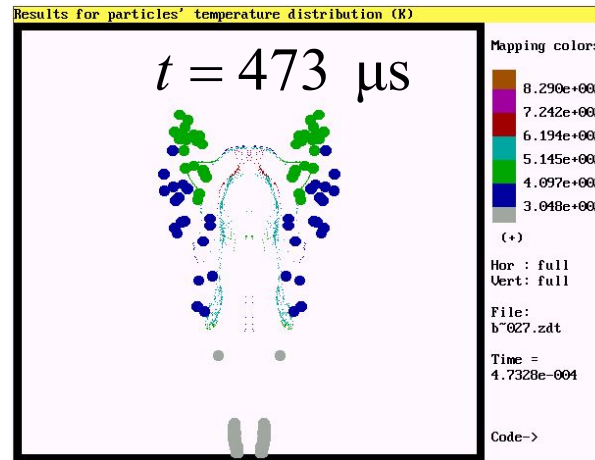 Results for particles' temperature distribution (K)
t = 473 μs
Mapping colors
8.290e+00
7.242e+00
6.194e+00
5.145e+00
4.097e+00
3.048e+00
(+)
Hor : full
Vert: full
File:
b~027.zdt
Time =
4.7328e-004
Code->